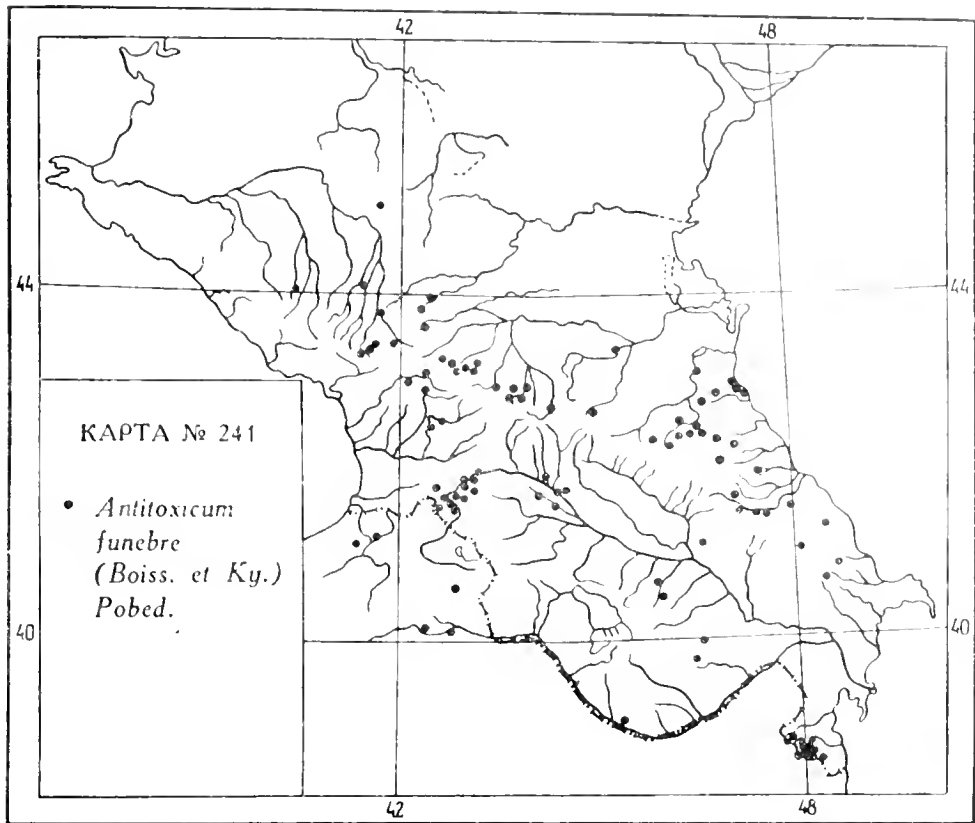 42 48
44 44
КАРТА № 241
Antitoxicum
funebre
(Boiss. et Ky.)
Pobed.
40 40
42 48